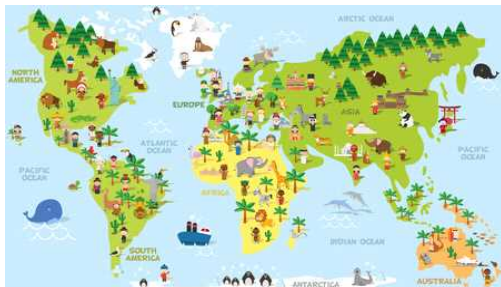 ARCTIC OCEAN
NORTH
AMERICA
EUROPE
ASIA
ATLANTIC
OCEAN
PACIFIC
OCEAN
PACIFIC
OCEAN
AFRICA
INDIAN OCEAN
SOUTH
AMERICA
AUSTRALIA
ANTARCTICA